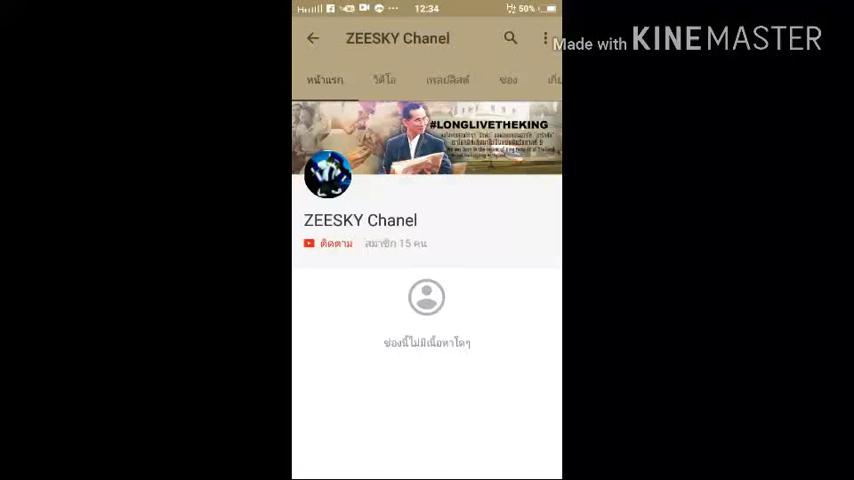 12:34
50%
ZEESKY Chanel
Made with KINEMASTER
หน้าแรก วิดีโอ เพลย์ลิสต์ ช่อง เกี่
#LONGLIVETHEKING
ZEESKY Chanel
ติดตาม สมาชิก 15 คน
ช่องนี้ไม่มีเนื้อหาใดๆ